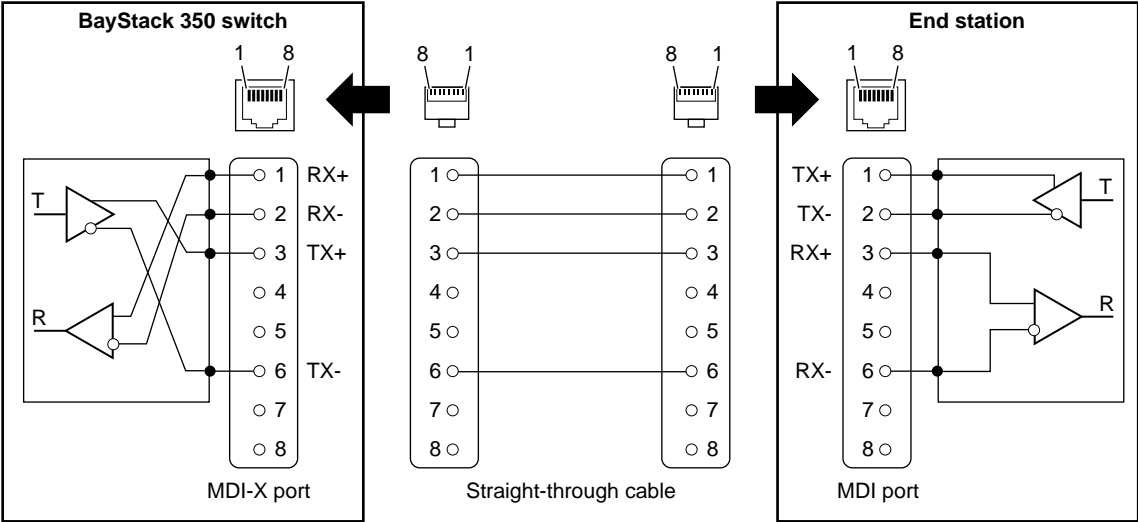 BayStack 350 switch
End station
1 8
8 1
8 1
1 8
T
R
1 RX+
2 RX-
3 TX+
4
5
6 TX-
7
8
MDI-X port
1
2
3
4
5
6
7
8
1
2
3
4
5
6
7
8
Straight-through cable
TX+ 1
TX- 2
RX+ 3
4
5
RX- 6
7
8
MDI port
T
R